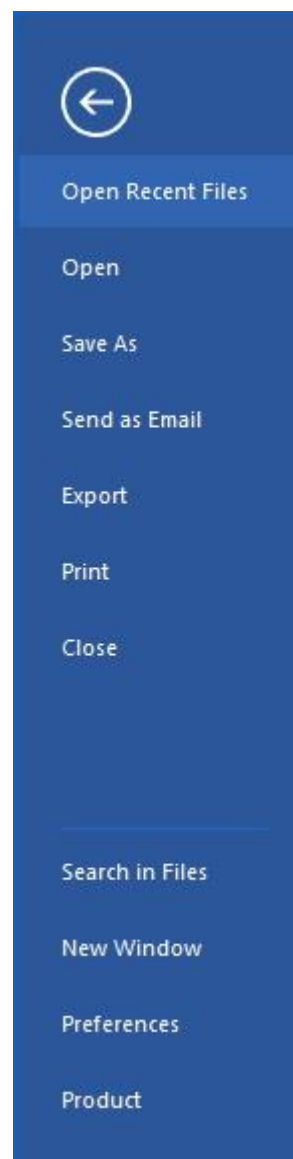 Open Recent Files
Open
Save As
Send as Email
Export
Print
Close
Search in Files
New Window
Preferences
Product